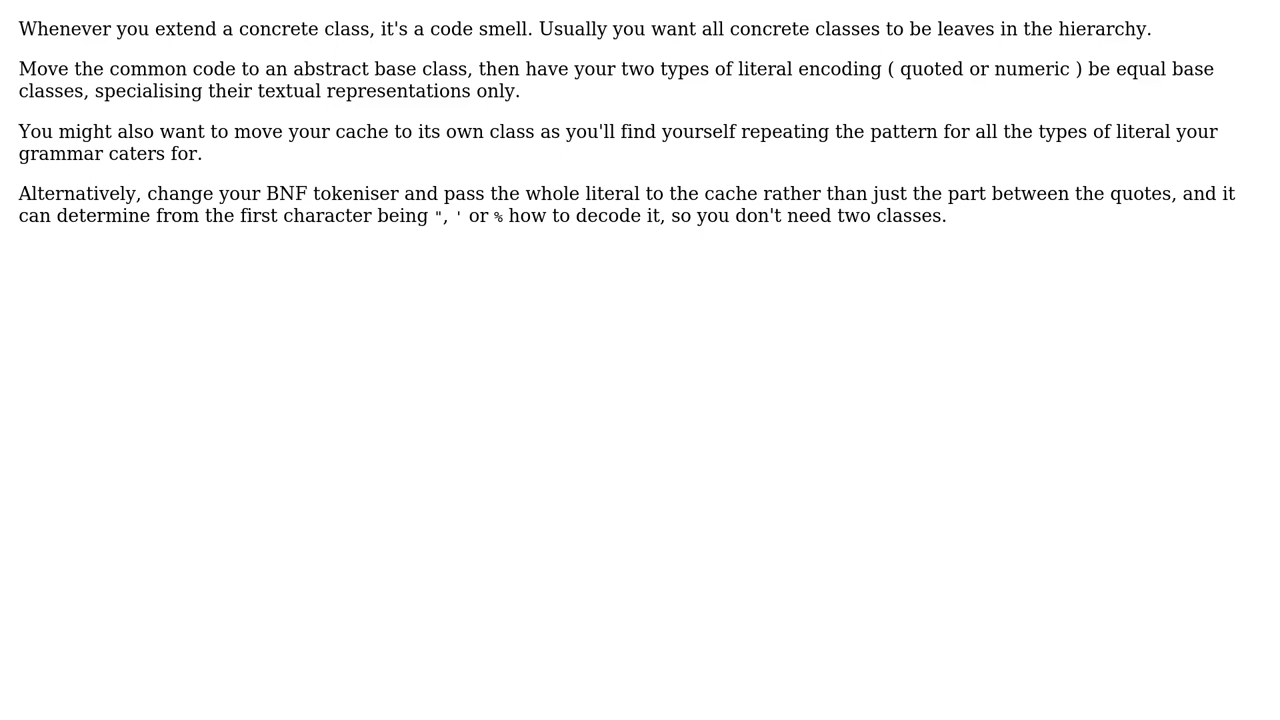 Whenever you extend a concrete class, it's a code smell. Usually you want all concrete classes to be leaves in the hierarchy.
Move the common code to an abstract base class, then have your two types of literal encoding ( quoted or numeric ) be equal base
classes, specialising their textual representations only.
You might also want to move your cache to its own class as you'll find yourself repeating the pattern for all the types of literal your
grammar caters for.
Alternatively, change your BNF tokeniser and pass the whole literal to the cache rather than just the part between the quotes, and it
can determine from the first character being ", ' or % how to decode it, so you don't need two classes.